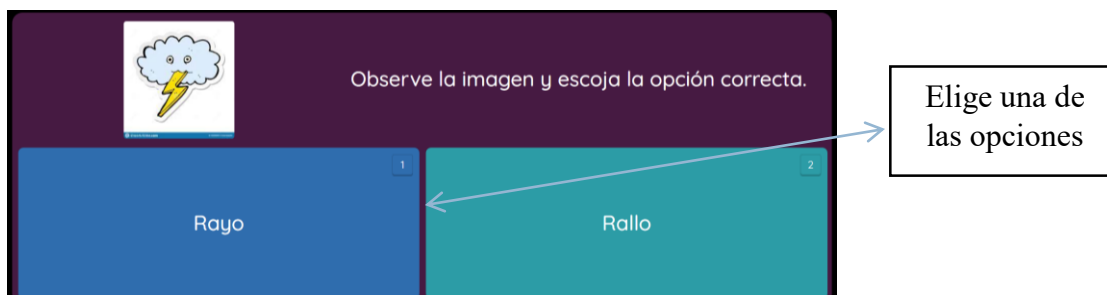 Observe la imagen y escoja la opción correcta.
Elige una de
las opciones
1
Rayo
2
Rallo